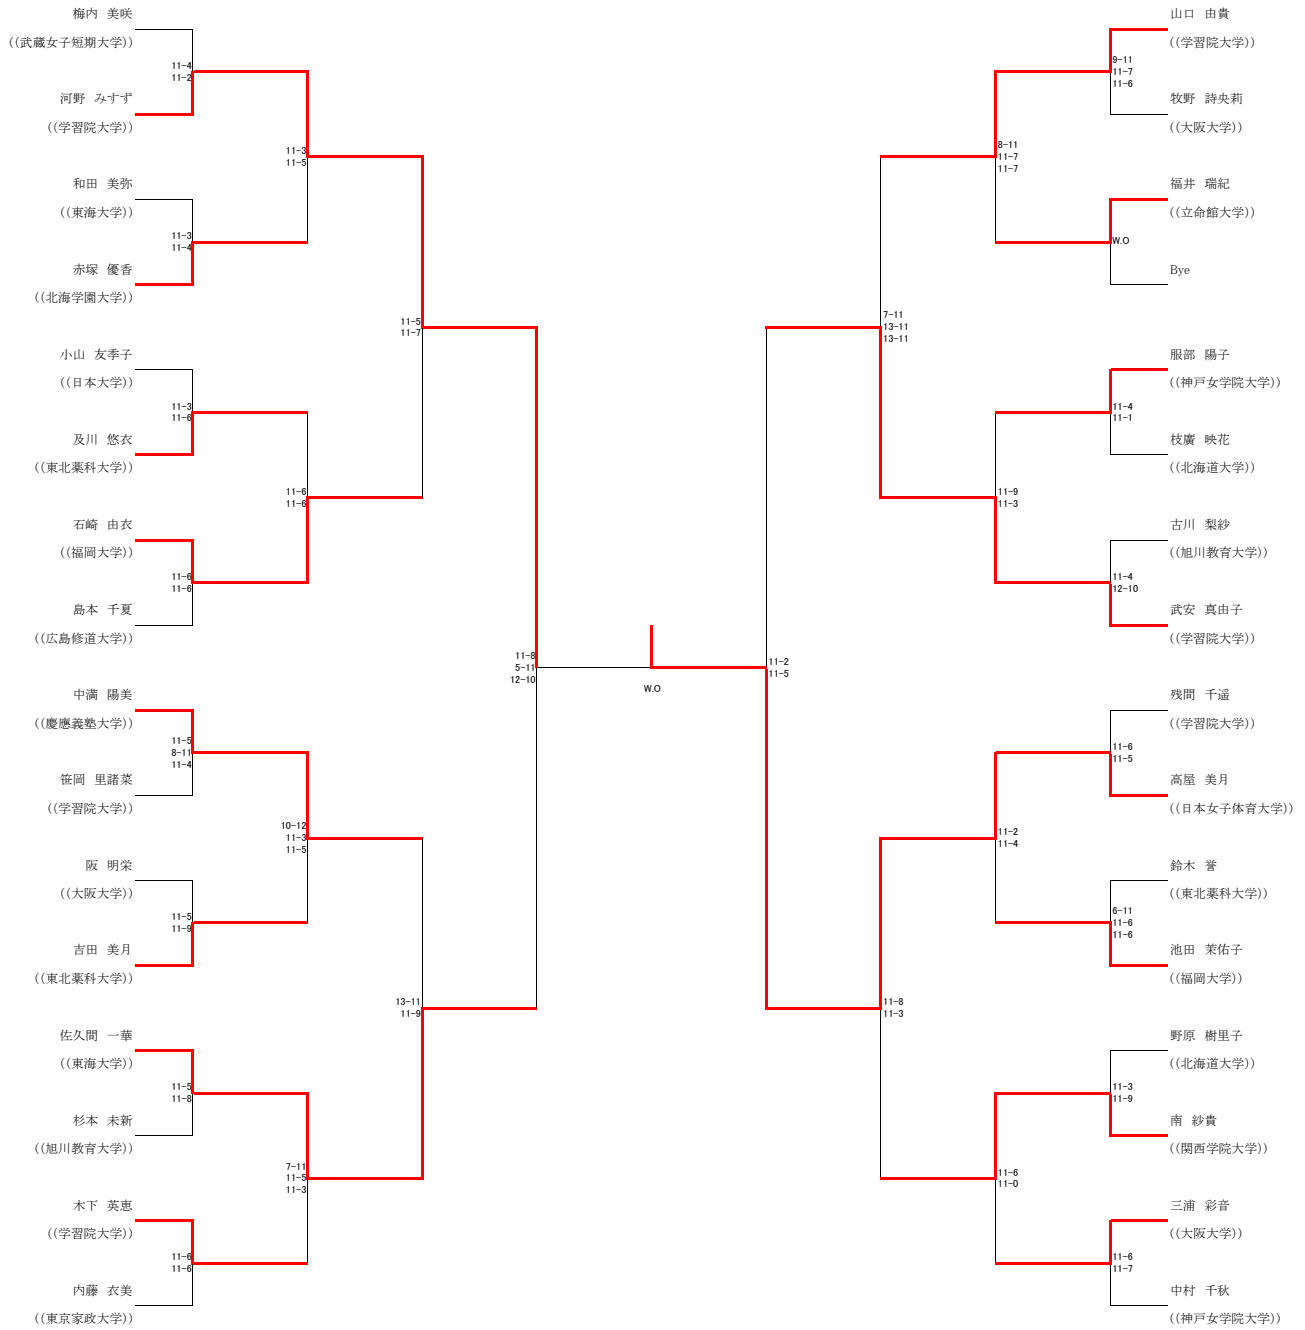 梅内 美咲
((武蔵女子短期大学))
11-4
11-2
河野 みすず
((学習院大学))
11-3
11-5
和田 美弥
((東海大学))
11-3
11-4
赤塚 優香
((北海学園大学))
11-5
11-7
小山 友季子
((日本大学))
11-3
11-6
及川 悠衣
((東北薬科大学))
11-6
11-6
石崎 由衣
((福岡大学))
11-6
11-6
島本 千夏
((広島修道大学))
11-8
5-11
12-10
中満 陽美
((慶應義塾大学))
11-5
8-11
11-4
笹岡 里諸菜
((学習院大学))
10-12
11-3
11-5
阪 明栄
((大阪大学))
11-5
11-9
吉田 美月
((東北薬科大学))
13-11
11-9
佐久間 一華
((東海大学))
11-5
11-8
杉本 未新
((旭川教育大学))
7-11
11-5
11-3
木下 英恵
((学習院大学))
11-6
11-6
内藤 衣美
((東京家政大学))
W.O
山口 由貴
((学習院大学))
9-11
11-7
11-6
牧野 詩央莉
((大阪大学))
8-11
11-7
11-7
福井 瑞紀
((立命館大学))
W.O
Bye
7-11
13-11
13-11
服部 陽子
((神戸女学院大学))
11-4
11-1
枝廣 映花
((北海道大学))
11-9
11-3
古川 梨紗
((旭川教育大学))
11-4
12-10
武安 真由子
((学習院大学))
11-2
11-5
残間 千遥
((学習院大学))
11-6
11-5
高屋 美月
((日本女子体育大学))
11-2
11-4
鈴木 誉
((東北薬科大学))
6-11
11-6
11-6
池田 茉佑子
((福岡大学))
11-8
11-3
野原 樹里子
((北海道大学))
11-3
11-9
南 紗貴
((関西学院大学))
11-6
11-0
三浦 彩音
((大阪大学))
11-6
11-7
中村 千秋
((神戸女学院大学))